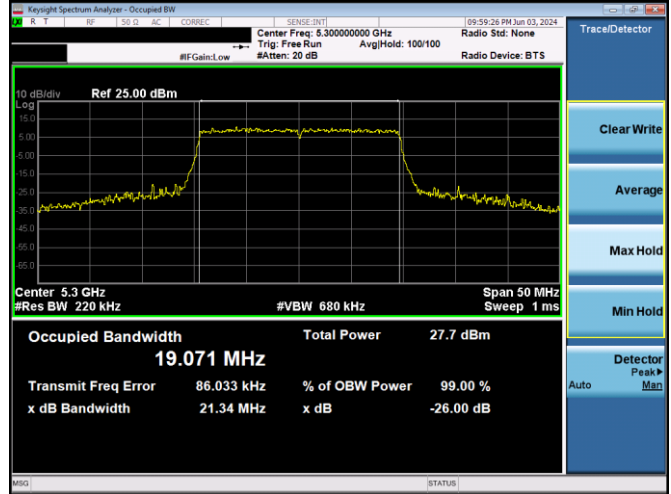 Keysight Spectrum Analyzer - Occupied BW
LXI R T RF 50 Ω AC CORREC SENSE:INT 09:59:26 PM Jun 03, 2024
Center Freq: 5.300000000 GHz Radio Std: None
Trig: Free Run Avg|Hold: 100/100
#IFGain:Low #Atten: 20 dB Radio Device: BTS
10 dB/div Ref 25.00 dBm
Log
15.0
5.00
-5.00
-15.0
-25.0
-35.0
-45.0
-55.0
-65.0
Center 5.3 GHz Span 50 MHz
#Res BW 220 kHz #VBW 680 kHz Sweep 1 ms
Occupied Bandwidth Total Power 27.7 dBm
19.071 MHz
Transmit Freq Error 86.033 kHz % of OBW Power 99.00 %
x dB Bandwidth 21.34 MHz x dB -26.00 dB
MSG STATUS
Trace/Detector
Clear Write
Average
Max Hold
Min Hold
Detector
Peak▶
Auto Man